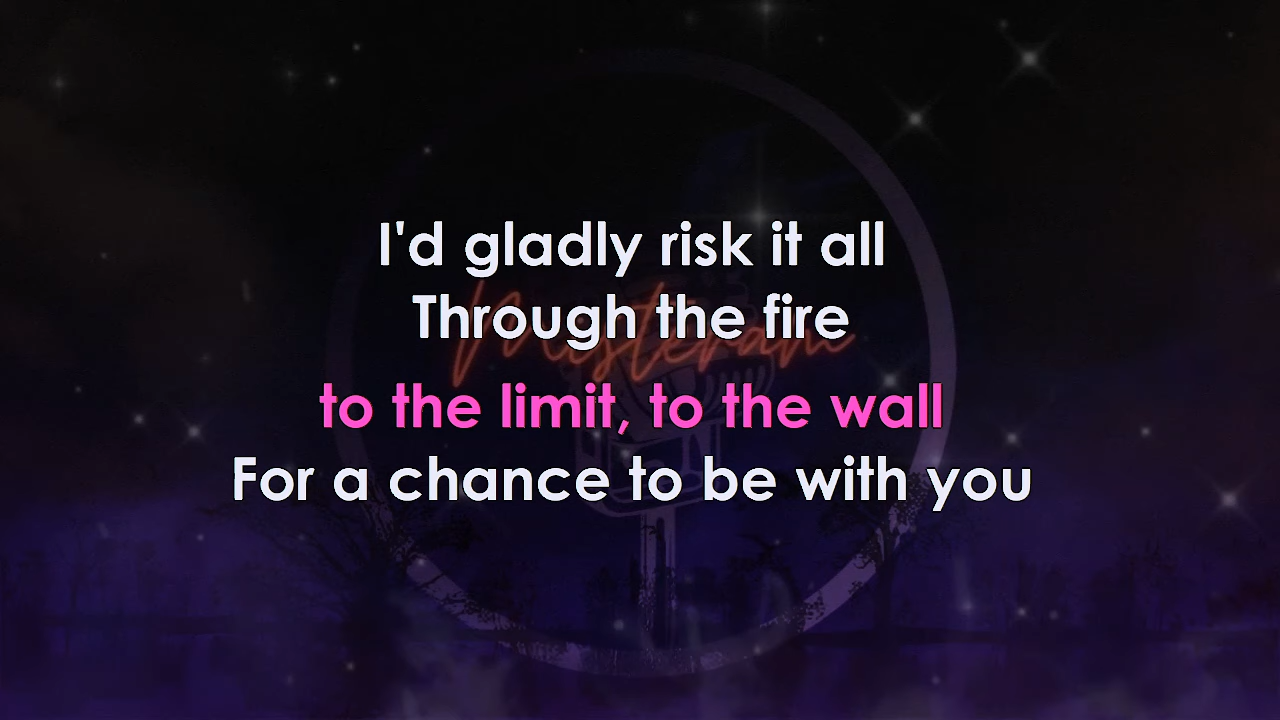 I'd gladly risk it all
Through the fire
to the limit, to the wall
For a chance to be with you